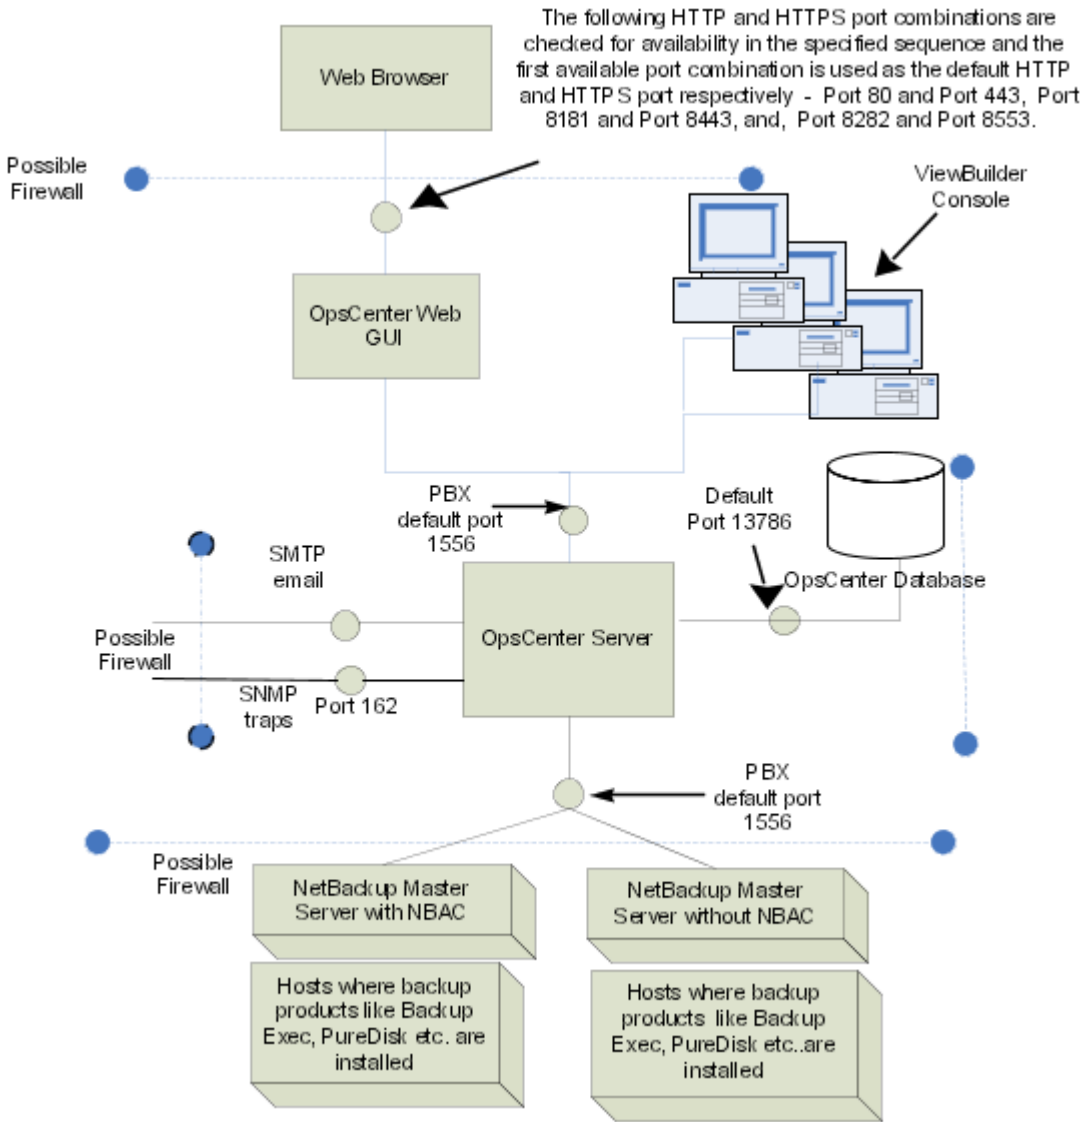 The following HTTP and HTTPS port combinations are
checked for availability in the specified sequence and the
first available port combination is used as the default HTTP
and HTTPS port respectively - Port 80 and Port 443, Port
8181 and Port 8443, and, Port 8282 and Port 8553.
Web Browser
Possible
Firewall
ViewBuilder
Console
OpsCenter Web
GUI
PBX
default port
1556
Default
Port 13786
SMTP
email
OpsCenter Database
Possible
Firewall
OpsCenter Server
SNMP
traps
Port 162
PBX
default port
1556
Possible
Firewall
NetBackup Master
Server with NBAC
NetBackup Master
Server without NBAC
Hosts where backup
products like Backup
Exec, PureDisk etc.. are
installed
Hosts where backup
products like Backup
Exec, PureDisk etc..are
installed